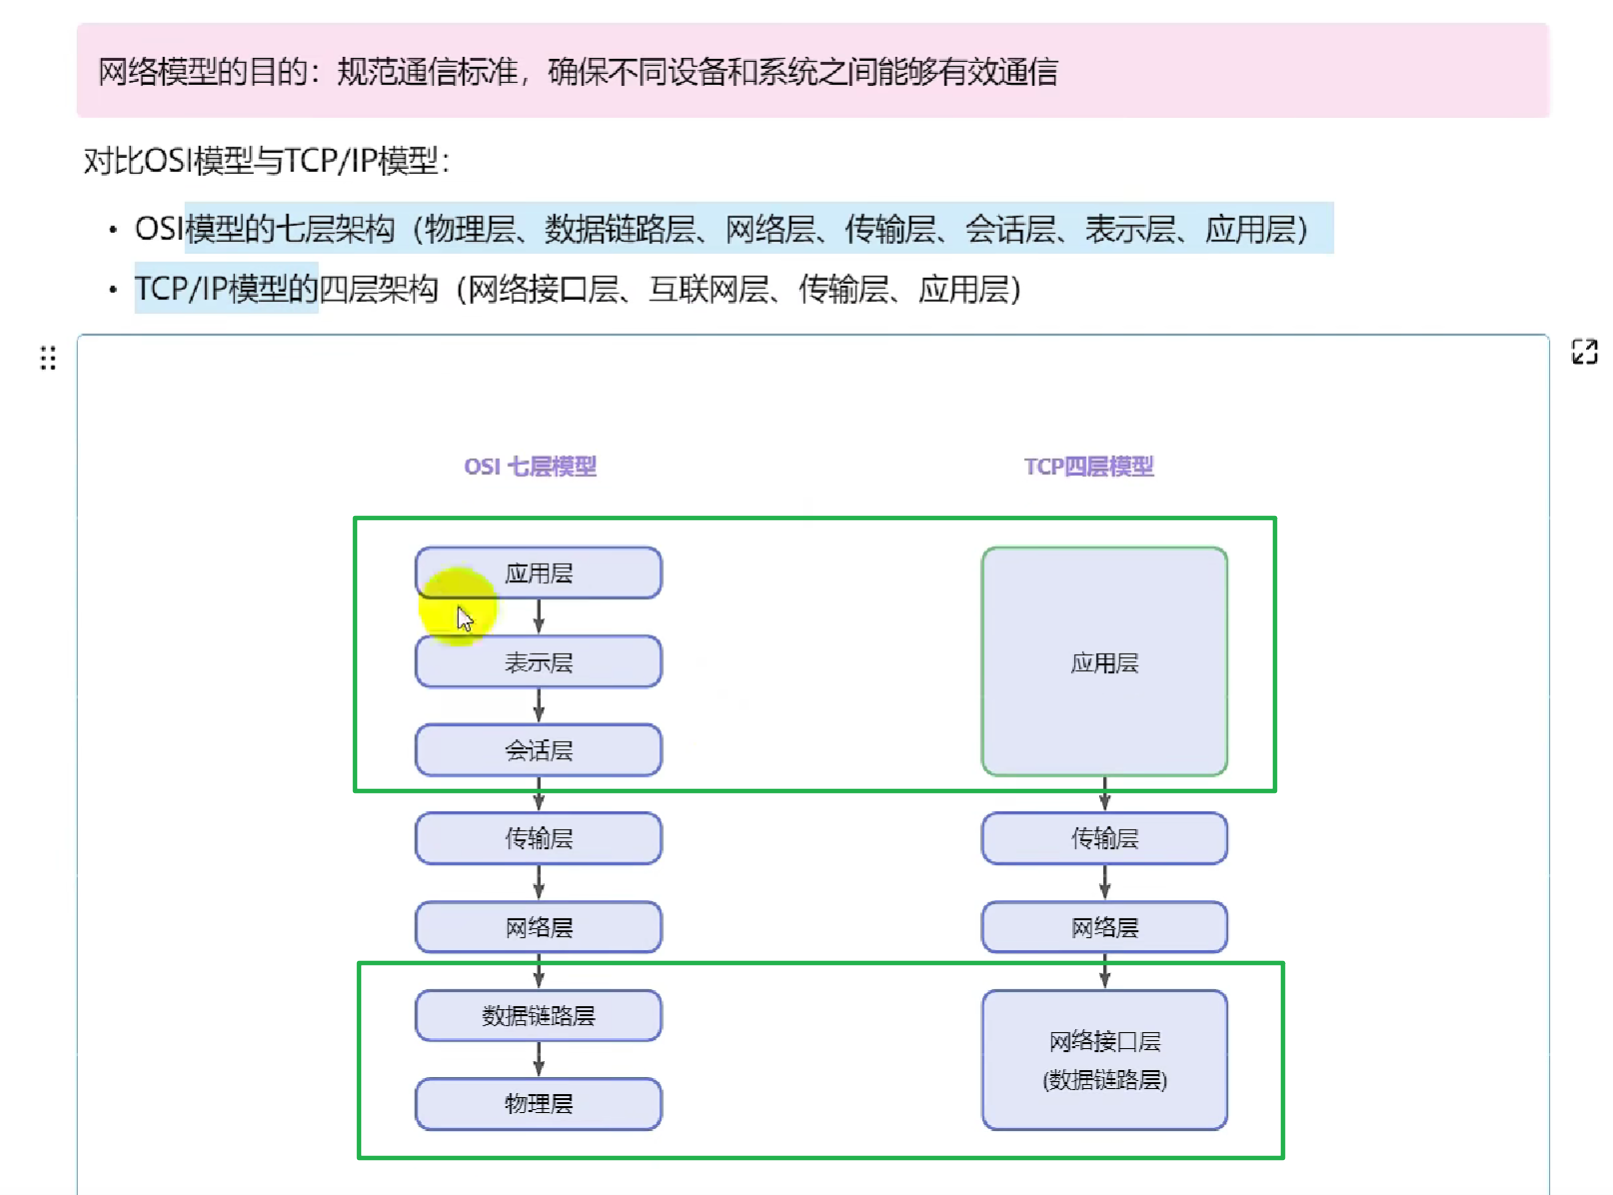 网络模型的目的：规范通信标准，确保不同设备和系统之间能够有效通信
对比OSI模型与TCP/IP模型：
• OSI模型的七层架构（物理层、数据链路层、网络层、传输层、会话层、表示层、应用层）
• TCP/IP模型的四层架构（网络接口层、互联网层、传输层、应用层）
OSI 七层模型
应用层
表示层
会话层
传输层
网络层
数据链路层
物理层
TCP四层模型
应用层
传输层
网络层
网络接口层
(数据链路层)